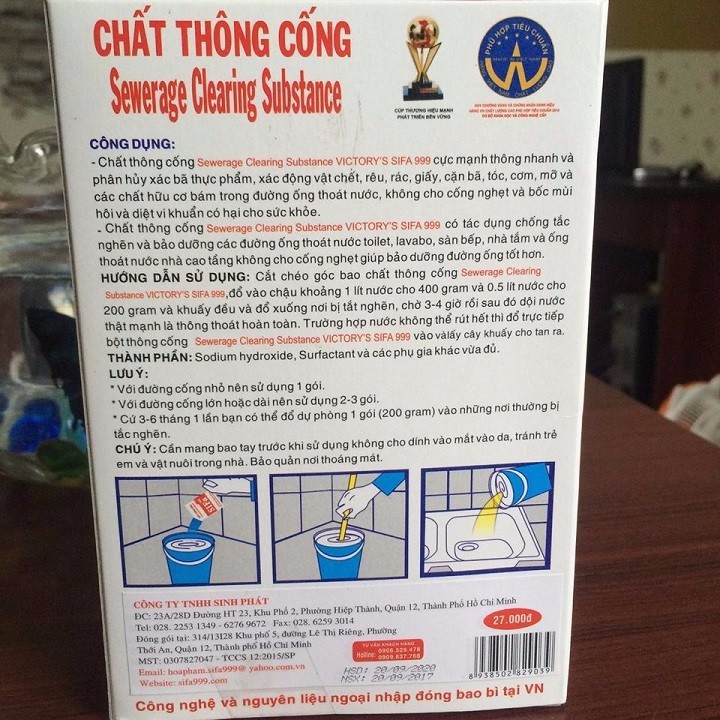 CHẤT THÔNG CỐNG
Sewerage Clearing Substance
CÚP THƯƠNG HIỆU MẠNH
PHÁT TRIỂN BỀN VỮNG
PHÙ HỢP TIÊU CHUẨN
CÔNG DỤNG:
- Chất thông cống Sewerage Clearing Substance VICTORY'S SIFA 999 cực mạnh thông nhanh và
phân hủy xác bã thực phẩm, xác động vật chết, rêu, rác, giấy, cặn bã, tóc, cơm, mỡ và
các chất hữu cơ bám trong đường ống thoát nước, không cho cống nghẹt và bốc mùi
hôi và diệt vi khuẩn có hại cho sức khỏe.
- Chất thông cống Sewerage Clearing Substance VICTORY'S SIFA 999 có tác dụng chống tắc
nghẽn và bảo dưỡng các đường ống thoát nước toilet, lavabo, sàn bếp, nhà tắm và ống
thoát nước nhà cao tầng không cho cống nghẹt giúp bảo dưỡng đường ống tốt hơn.
HƯỚNG DẪN SỬ DỤNG: Cắt chéo góc bao chất thông cống Sewerage Clearing
Substance VICTORY'S SIFA 999, đổ vào chậu khoảng 1 lít nước cho 400 gram và 0.5 lít nước cho
200 gram và khuấy đều và đổ xuống nơi bị tắt nghẽn, chờ 3-4 giờ rồi sau đó dội nước
thật mạnh là thông thoát hoàn toàn. Trường hợp nước không thể rút hết thì đổ trực tiếp
bột thông cống Sewerage Clearing Substance VICTORY'S SIFA 999 vào và lấy cây khuấy cho tan ra.
THÀNH PHẦN: Sodium hydroxide, Surfactant và các phụ gia khác vừa đủ.
LƯU Ý:
* Với đường cống nhỏ nên sử dụng 1 gói.
* Với đường cống lớn hoặc dài nên sử dụng 2-3 gói.
* Cứ 3-6 tháng 1 lần bạn có thể đổ dự phòng 1 gói (200 gram) vào những nơi thường bị
tắc nghẽn.
CHÚ Ý: Cần mang bao tay trước khi sử dụng không cho dính vào mắt vào da, tránh trẻ
em và vật nuôi trong nhà. Bảo quản nơi thoáng mát.
SIFA
CÔNG TY TNHH SINH PHÁT
ĐC: 23A/28D Đường HT 23, Khu Phố 2, Phường Hiệp Thành, Quận 12, Thành Phố Hồ Chí Minh
Tel: 028. 2253 1349 - 6276 9672 Fax: 028. 6259 3014
Đóng gói tại: 314/13128 Khu phố 5, đường Lê Thị Riêng, Phường
Thới An, Quận 12, Thành phố Hồ Chí Minh
MST: 0307827047 - TCCS 12:2015/SP
Email: hoapham.sifa999@yahoo.com.vn
Website: sifa999.com
TƯ VẤN KHÁCH HÀNG
Hotline: 0906.329.478
0909.637.768
HSD: 20/09/2020
NSX: 20/09/2017
27.000đ
8 938502 829039
Công nghệ và nguyên liệu ngoại nhập đóng bao bì tại VN